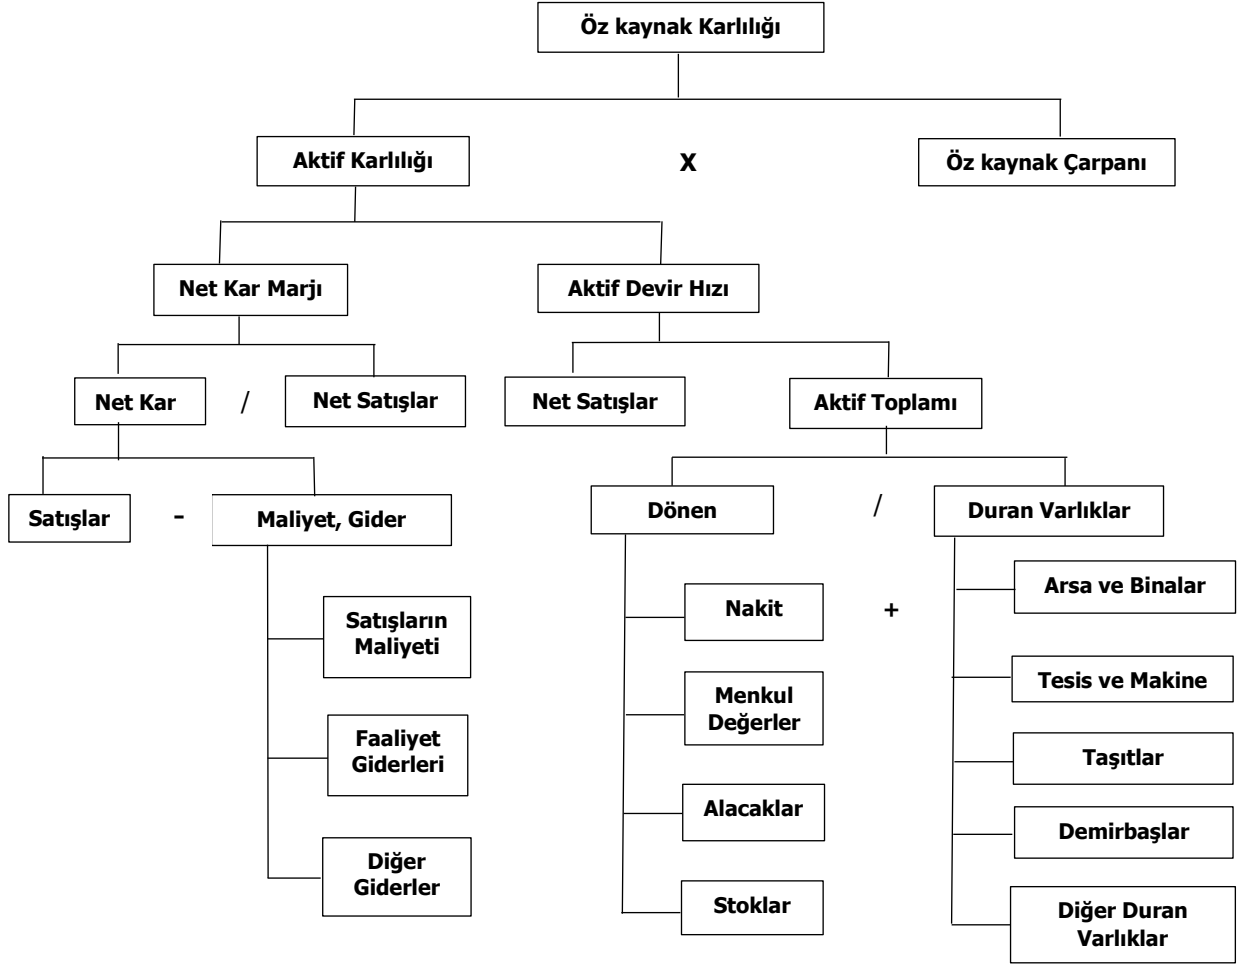 Öz kaynak Karlılığı
Aktif Karlılığı
X
Öz kaynak Çarpanı
Net Kar Marjı
Aktif Devir Hızı
Net Kar
/
Net Satışlar
Net Satışlar
Aktif Toplamı
Satışlar
-
Maliyet, Gider
Dönen
/
Duran Varlıklar
Satışların
Maliyeti
Faaliyet
Giderleri
Diğer
Giderler
Nakit
+
Menkul
Değerler
Alacaklar
Stoklar
Arsa ve Binalar
Tesis ve Makine
Taşıtlar
Demirbaşlar
Diğer Duran
Varlıklar